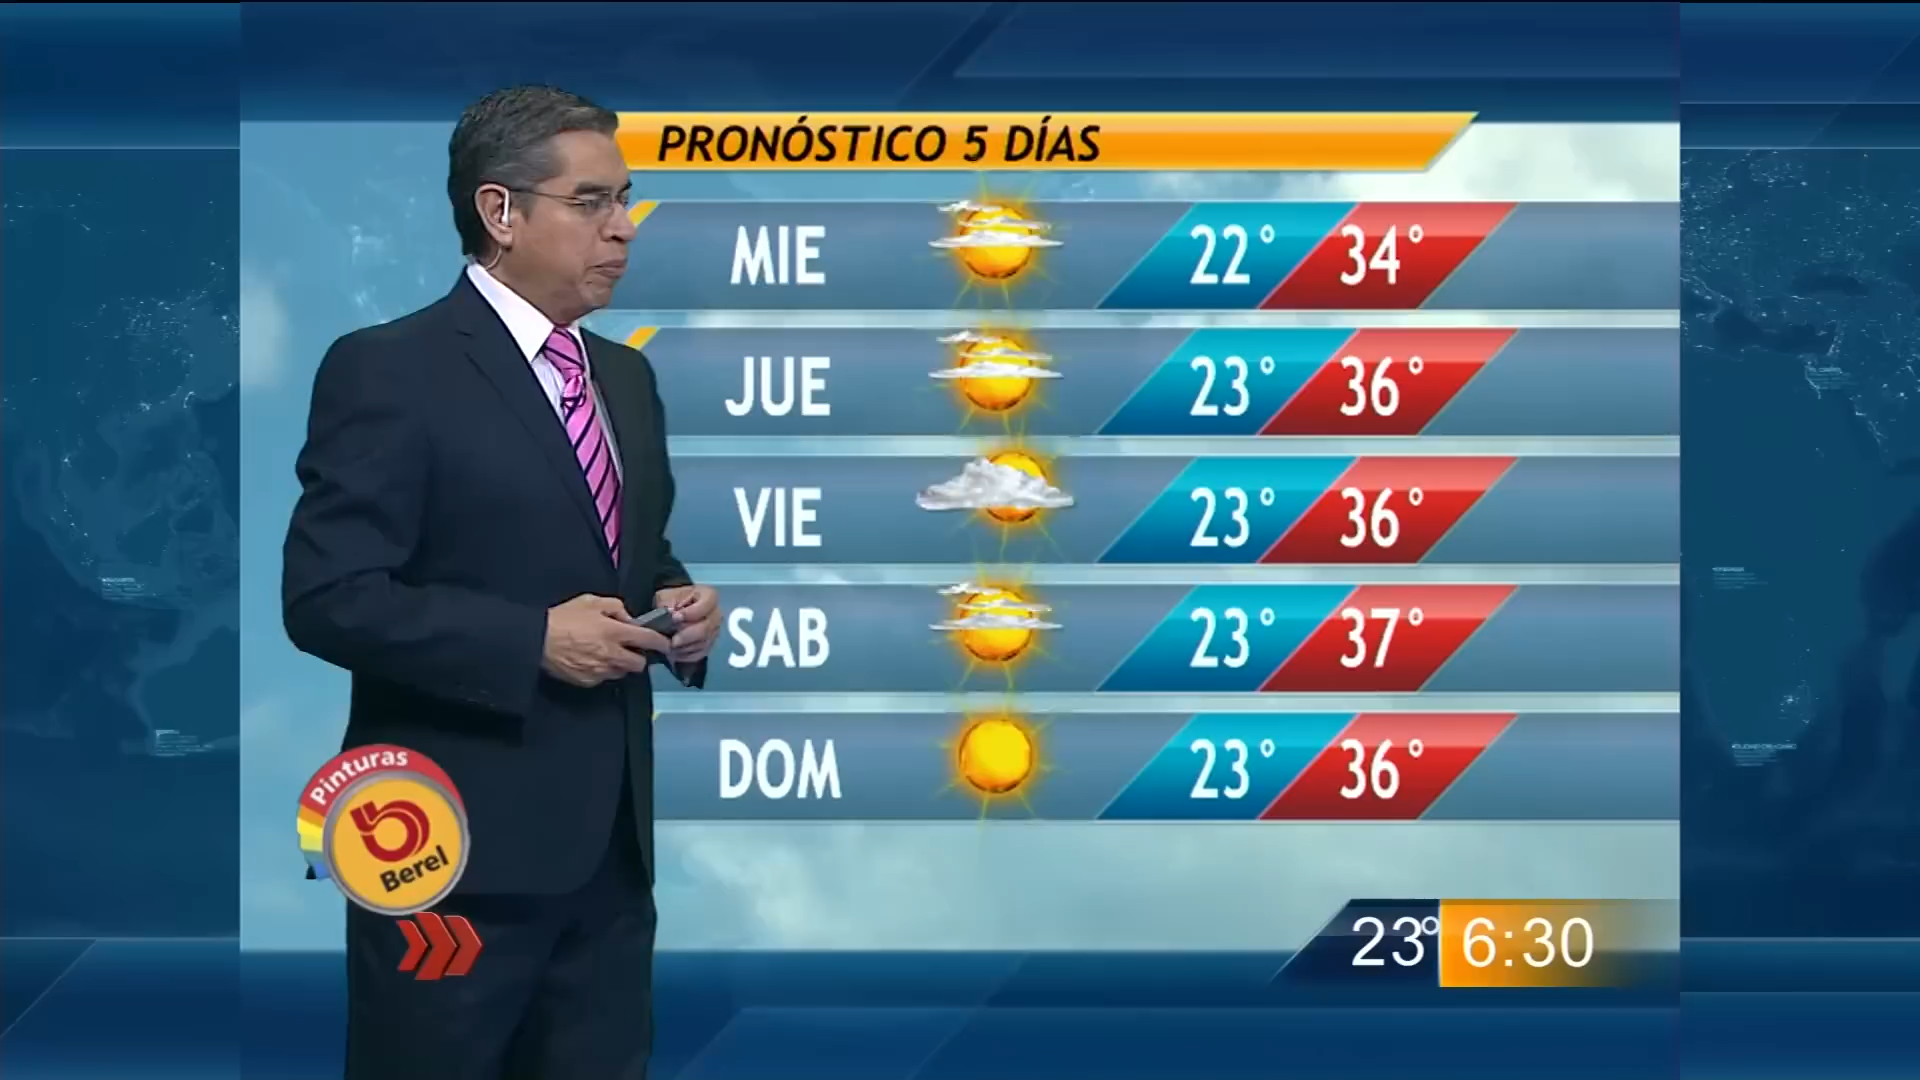 PRONÓSTICO 5 DÍAS
MIE 22° 34°
JUE 23° 36°
VIE 23° 36°
SAB 23° 37°
DOM 23° 36°
Pinturas
Berel
23° 6:30